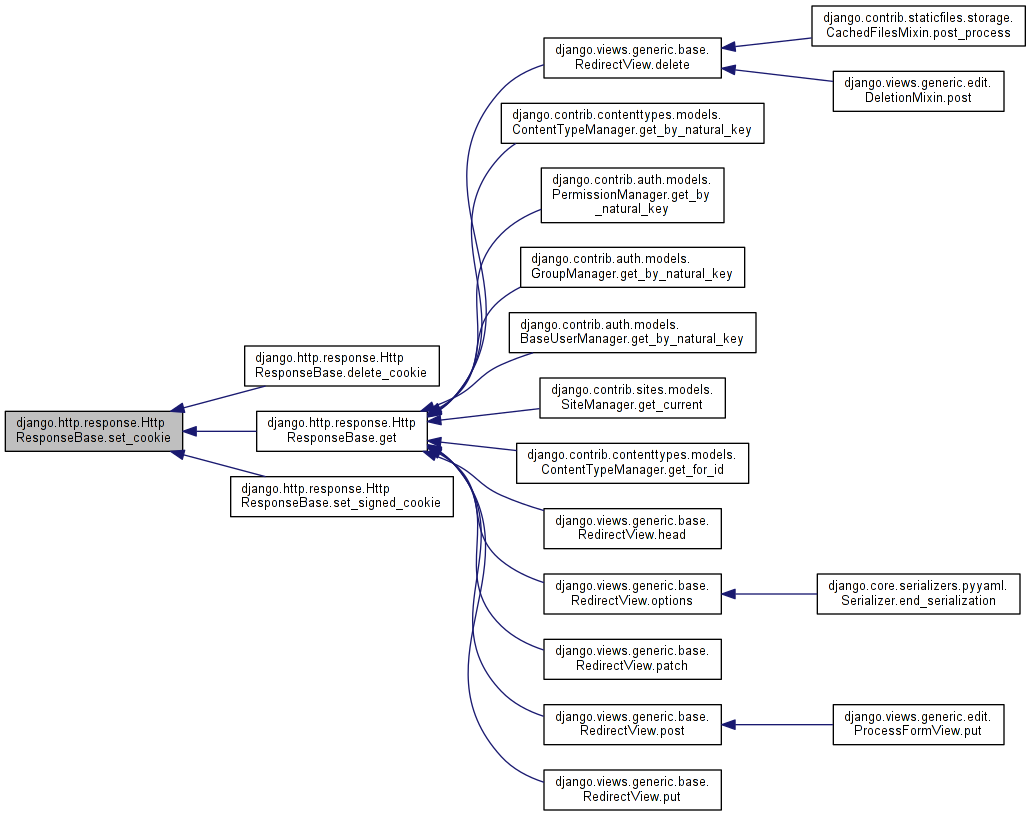 django.contrib.staticfiles.storage.
CachedFilesMixin.post_process
django.views.generic.base.
RedirectView.delete
django.views.generic.edit.
DeletionMixin.post
django.contrib.contenttypes.models.
ContentTypeManager.get_by_natural_key
django.contrib.auth.models.
PermissionManager.get_by
_natural_key
django.contrib.auth.models.
GroupManager.get_by_natural_key
django.contrib.auth.models.
BaseUserManager.get_by_natural_key
django.http.response.Http
ResponseBase.delete_cookie
django.contrib.sites.models.
SiteManager.get_current
django.http.response.Http
ResponseBase.set_cookie
django.http.response.Http
ResponseBase.get
django.contrib.contenttypes.models.
ContentTypeManager.get_for_id
django.http.response.Http
ResponseBase.set_signed_cookie
django.views.generic.base.
RedirectView.head
django.views.generic.base.
RedirectView.options
django.core.serializers.pyyaml.
Serializer.end_serialization
django.views.generic.base.
RedirectView.patch
django.views.generic.base.
RedirectView.post
django.views.generic.edit.
ProcessFormView.put
django.views.generic.base.
RedirectView.put